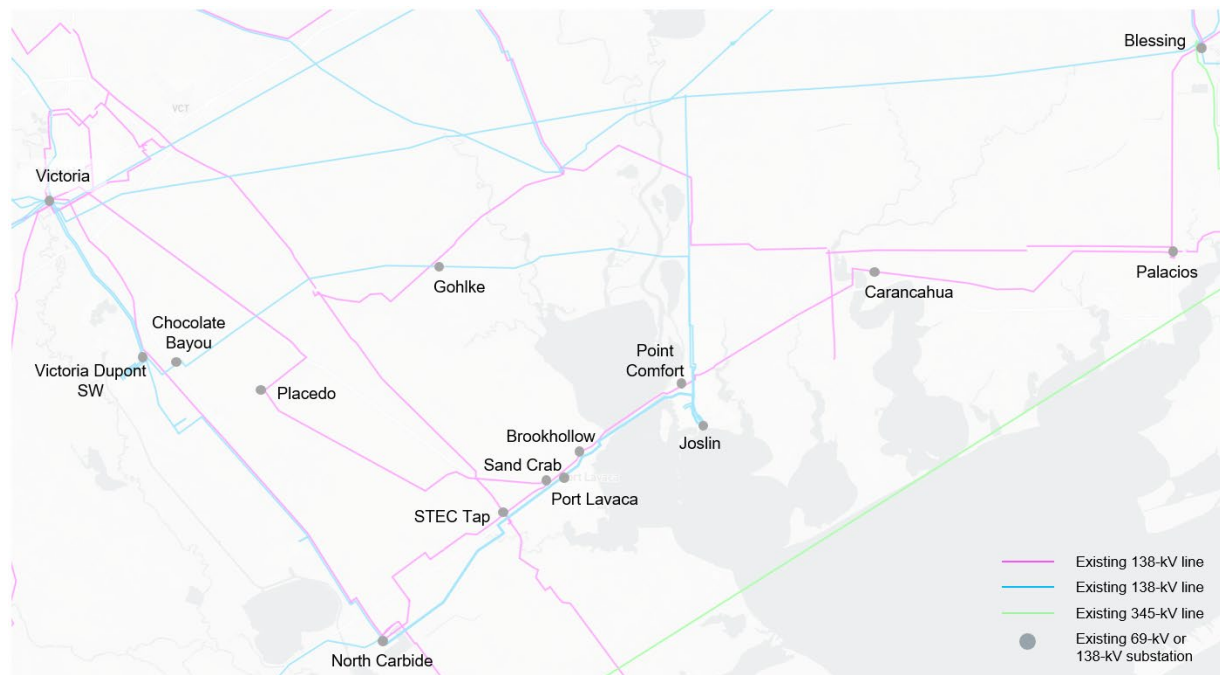 Blessing
VCT
Victoria
Gohlke
Palacios
Carancahua
Chocolate
Bayou
Victoria Dupont
SW
Placedo
Point
Comfort
Joslin
Brookhollow
Sand Crab
Port Lavaca
STEC Tap
North Carbide
Existing 138-kV line
Existing 138-kV line
Existing 345-kV line
Existing 69-kV or
138-kV substation